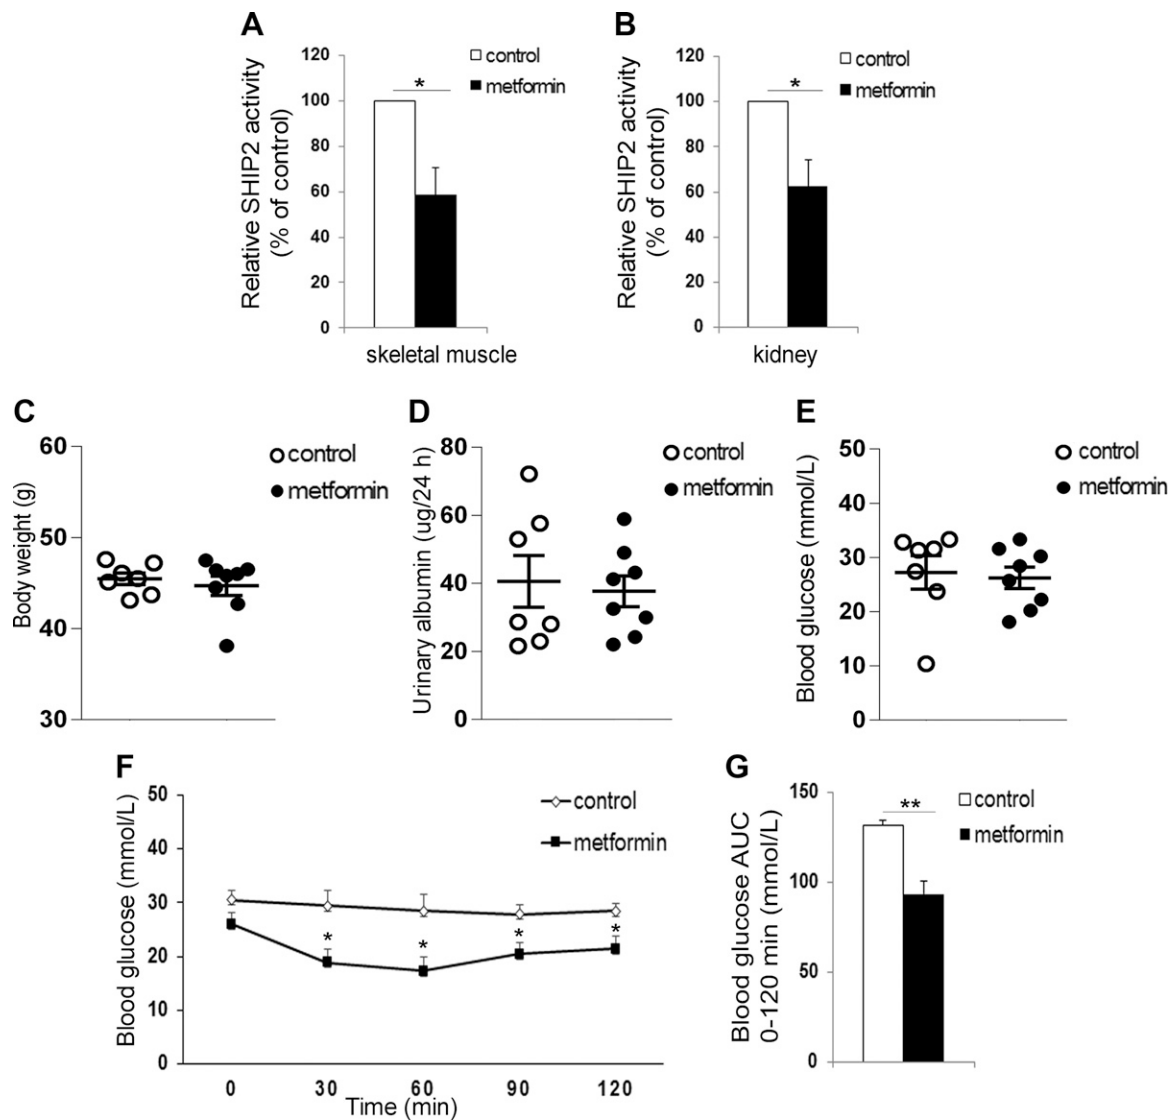 A
Relative SHIP2 activity
(% of control)
120
100
80
60
40
20
0
control
metformin
*
skeletal muscle
B
Relative SHIP2 activity
(% of control)
120
100
80
60
40
20
0
control
metformin
*
kidney
C
Body weight (g)
60
50
40
30
control
metformin
D
Urinary albumin (ug/24 h)
80
60
40
20
0
control
metformin
E
Blood glucose (mmol/L)
50
40
30
20
10
0
control
metformin
F
Blood glucose (mmol/L)
50
40
30
20
10
0
control
metformin
* * * *
0 30 60 90 120
Time (min)
G
Blood glucose AUC
0-120 min (mmol/L)
150
100
50
0
control
metformin
**